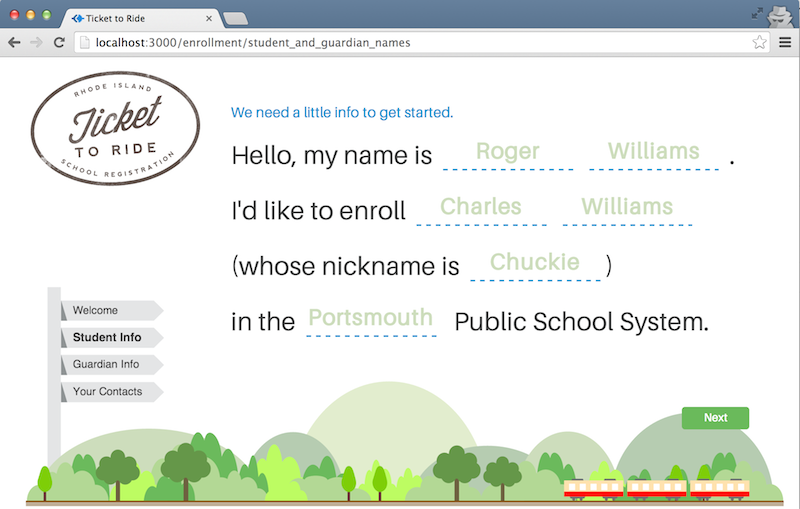 Ticket to Ride
localhost:3000/enrollment/student_and_guardian_names
RHODE ISLAND
Ticket
TO RIDE
SCHOOL REGISTRATION
We need a little info to get started.
Hello, my name is Roger Williams .
I'd like to enroll Charles Williams
(whose nickname is Chuckie )
in the Portsmouth Public School System.
Welcome
Student Info
Guardian Info
Your Contacts
Next